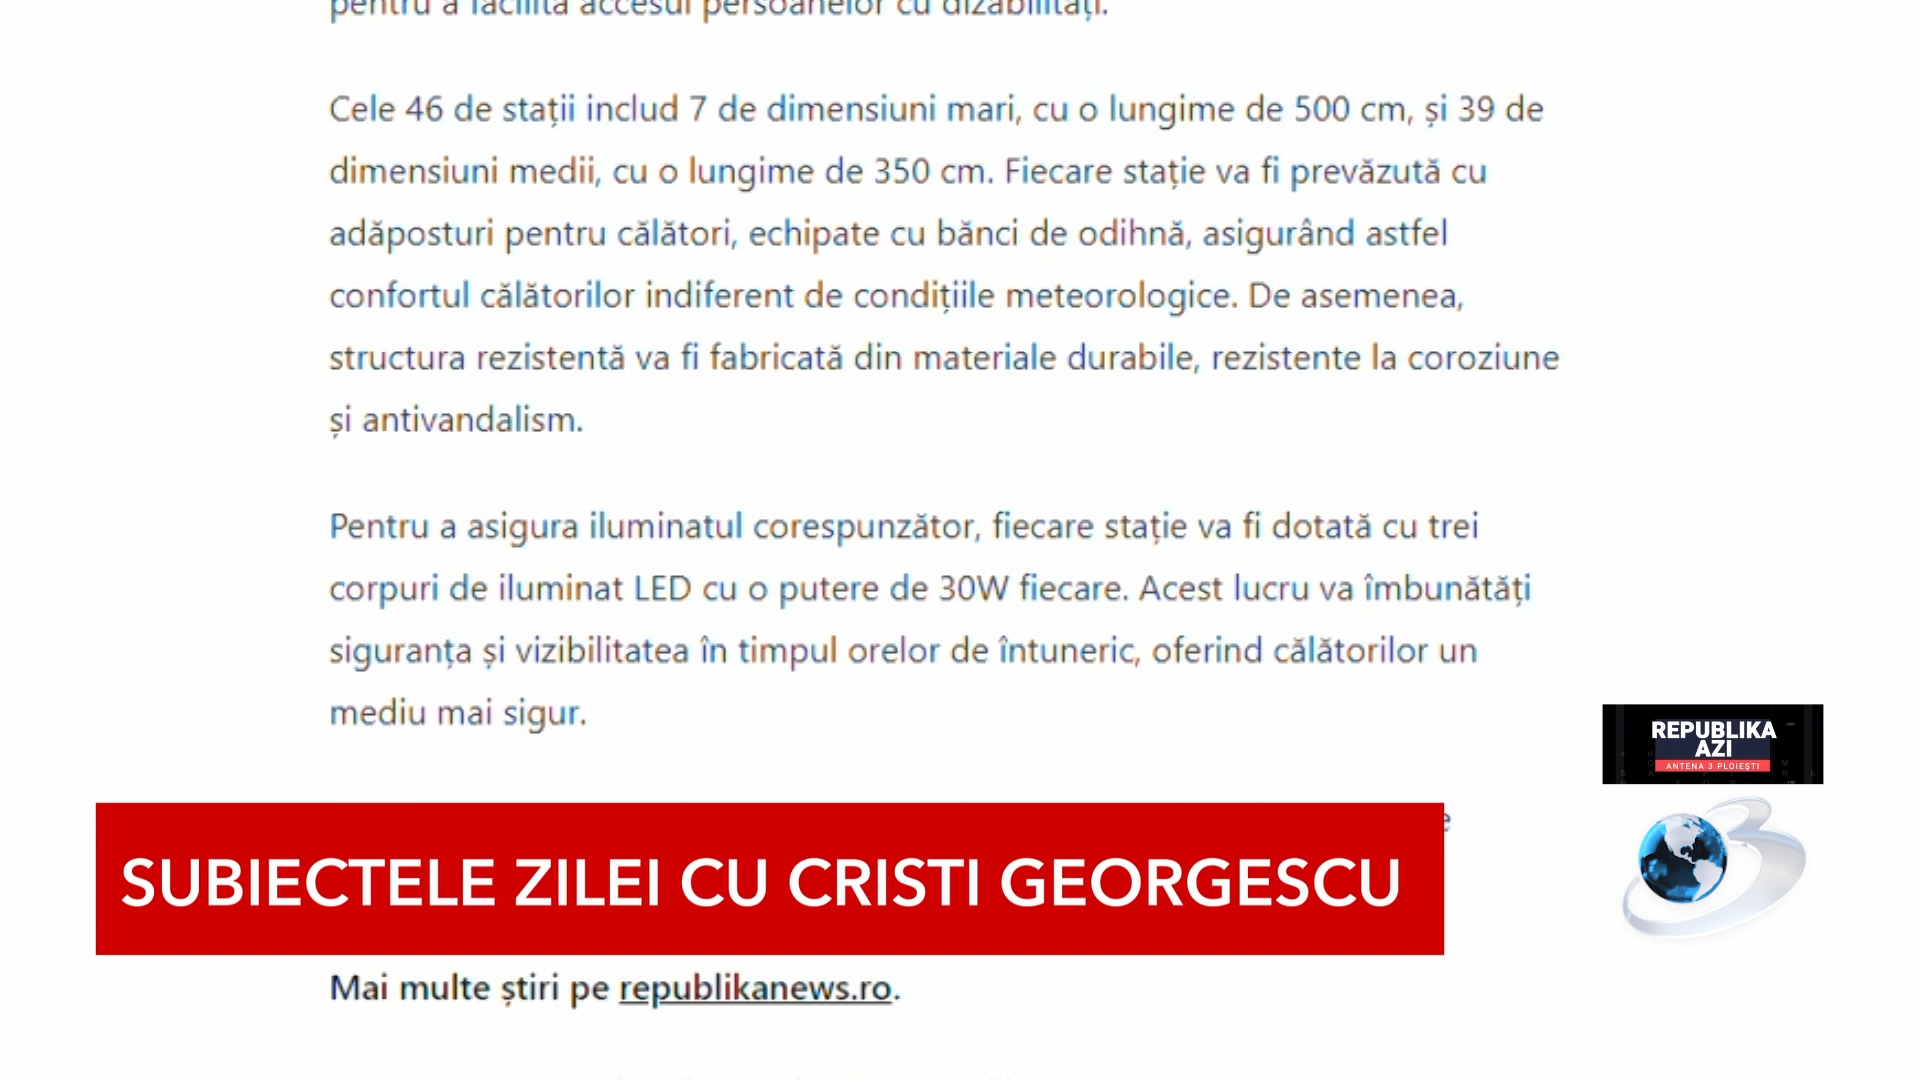 pentru a facilita accesul persoanelor cu dizabilități.
Cele 46 de stații includ 7 de dimensiuni mari, cu o lungime de 500 cm, și 39 de
dimensiuni medii, cu o lungime de 350 cm. Fiecare stație va fi prevăzută cu
adăposturi pentru călători, echipate cu bănci de odihnă, asigurând astfel
confortul călătorilor indiferent de condițiile meteorologice. De asemenea,
structura rezistentă va fi fabricată din materiale durabile, rezistente la coroziune
și antivandalism.
Pentru a asigura iluminatul corespunzător, fiecare stație va fi dotată cu trei
corpuri de iluminat LED cu o putere de 30W fiecare. Acest lucru va îmbunătăți
siguranța și vizibilitatea în timpul orelor de întuneric, oferind călătorilor un
mediu mai sigur.
REPUBLIKA
AZI
ANTENA 3 PLOIEȘTI
SUBIECTELE ZILEI CU CRISTI GEORGESCU
Mai multe știri pe republikanews.ro.